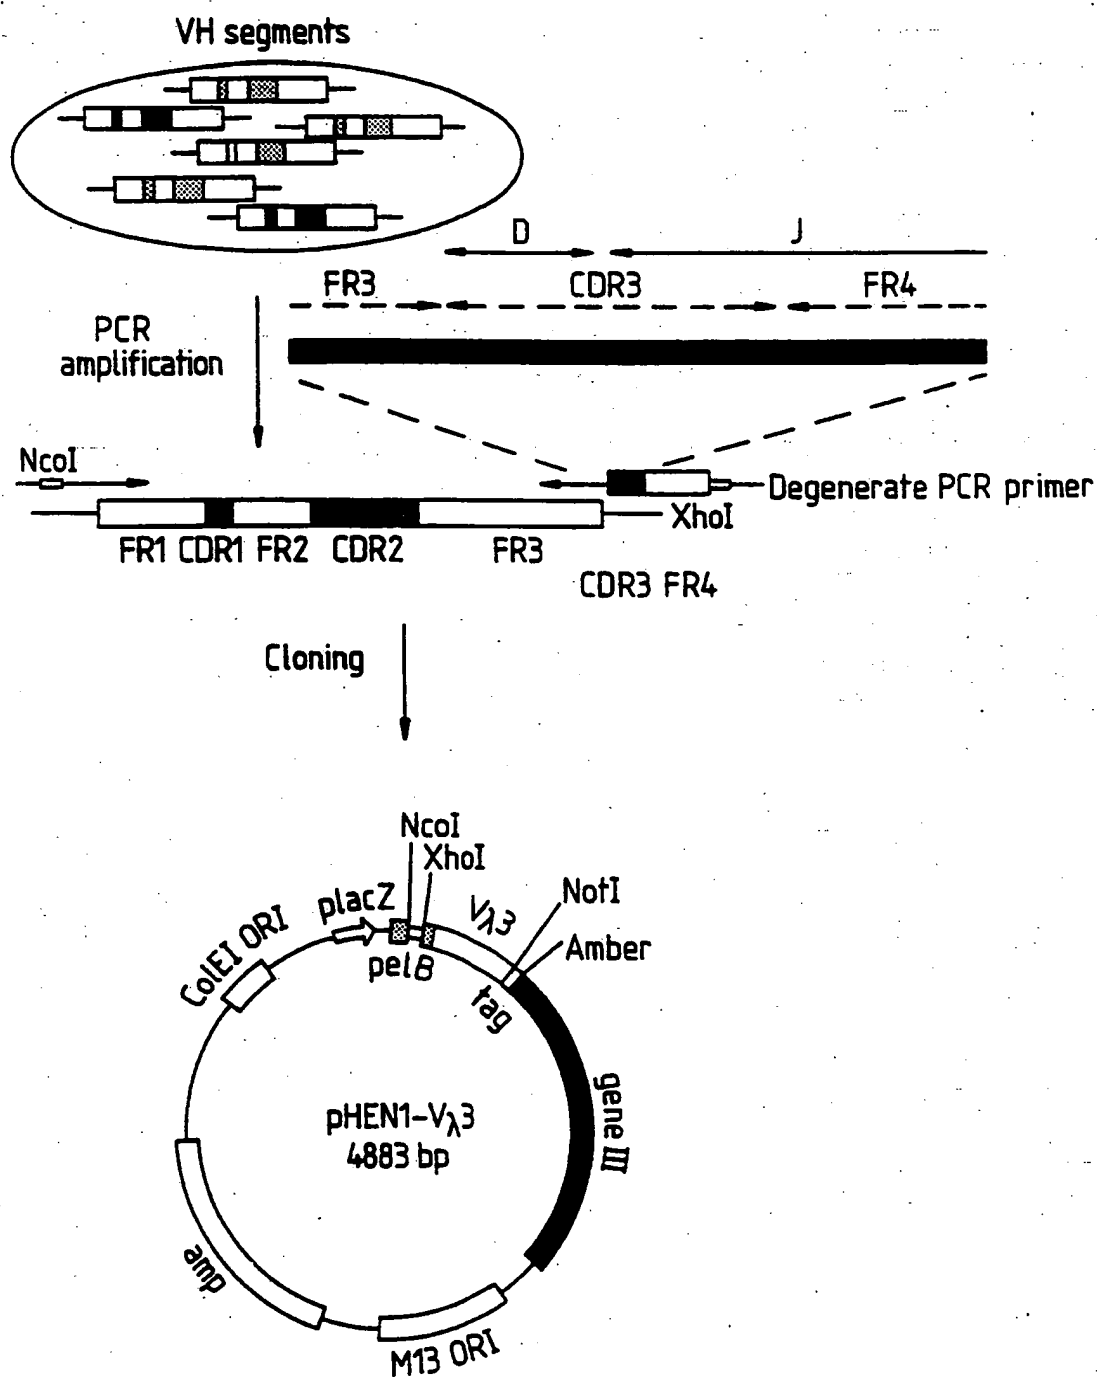 VH segments
D
J
FR3
CDR3
FR4
PCR
amplification
NcoI
Degenerate PCR primer
XhoI
FR1 CDR1 FR2 CDR2 FR3
CDR3 FR4
Cloning
NcoI
XhoI
placZ
Vλ3
NotI
Amber
ColEI ORI
pelB
tag
gene III
pHEN1-Vλ3
4883 bp
amp
M13 ORI